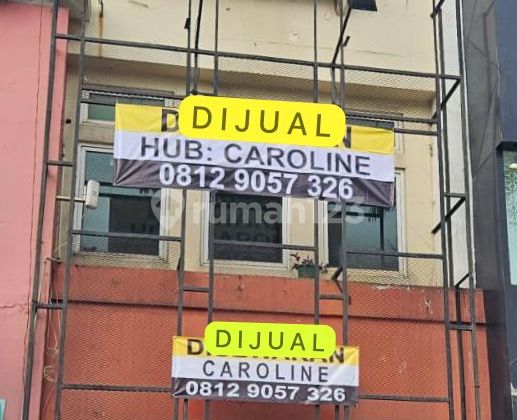 DIJUAL
HUB: CAROLINE
0812 9057 326
rumah123
DIJUAL
CAROLINE
0812 9057 326